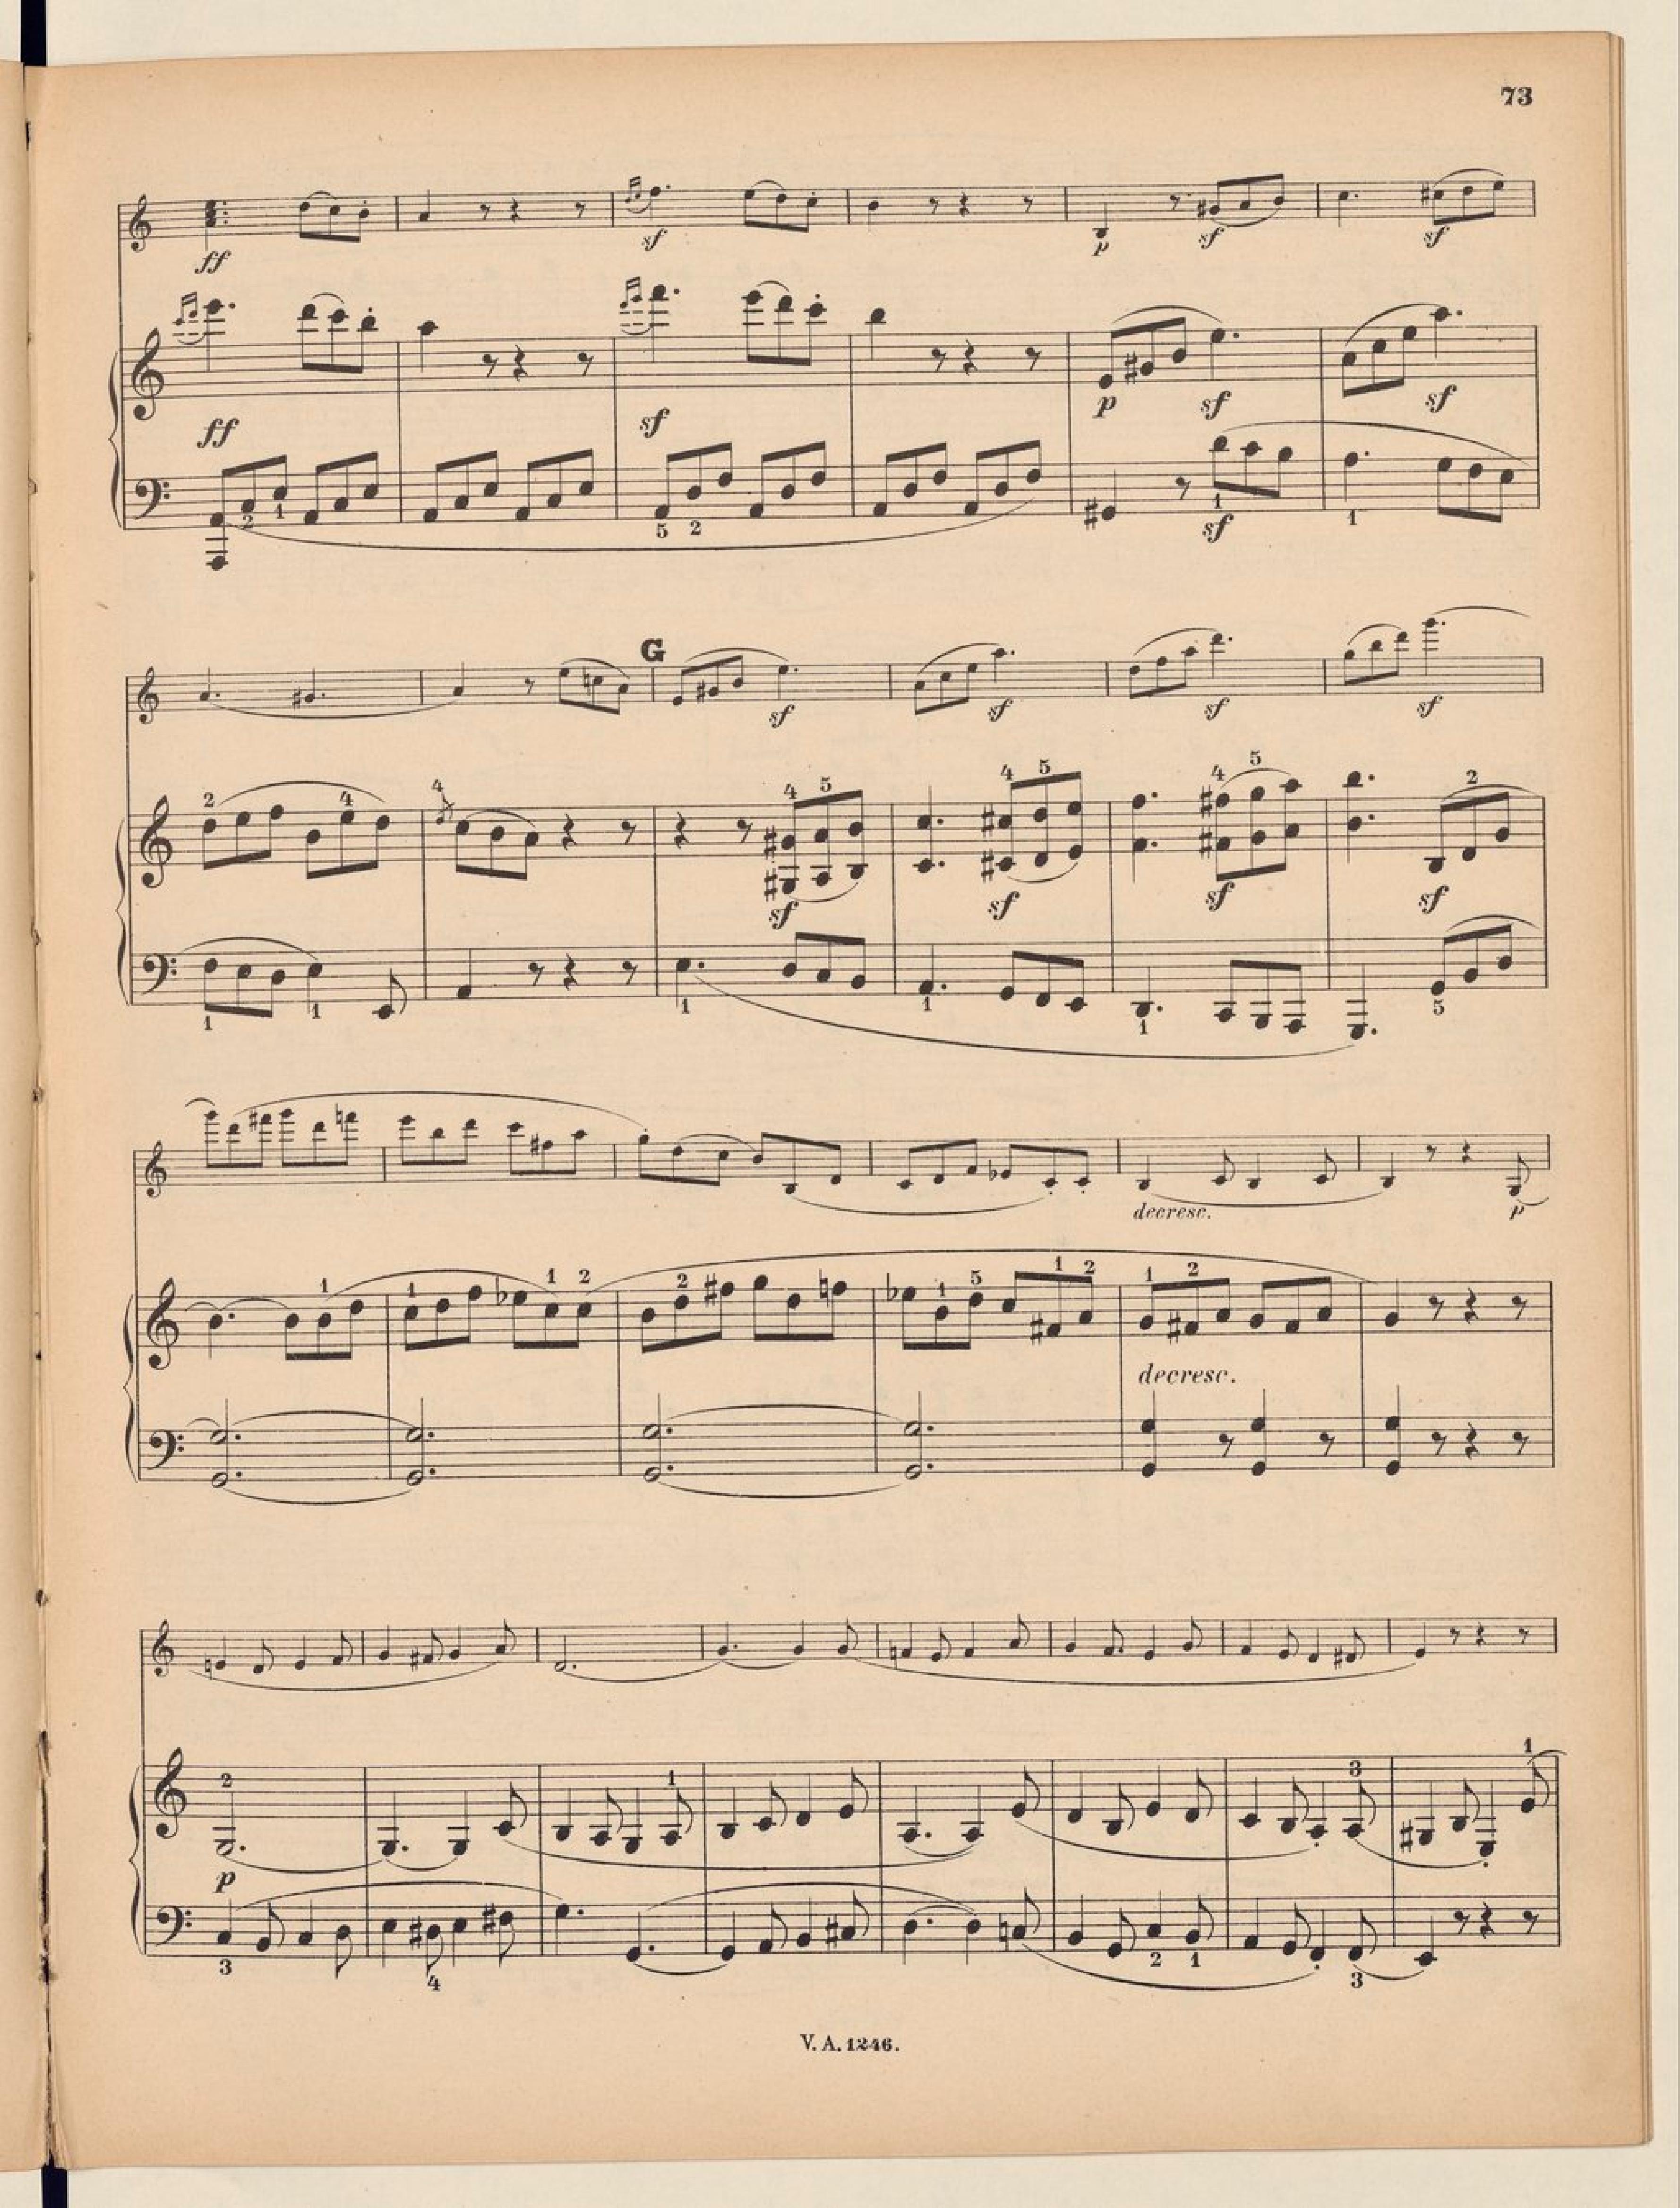 73
sf
ff
p sf sf
ff sf p sf sf
2 1 5 2 1 sf 1
G
sf sf sf sf
2 4 4 4 5 4 5 4 5 2
sf sf sf sf
1 1 1 1 1 5
decresc. p
1 1 1 2 2 1 5 1 2 1 2
decresc.
2 1 3 1
p
3 4 2 1 3
V. A. 1246.